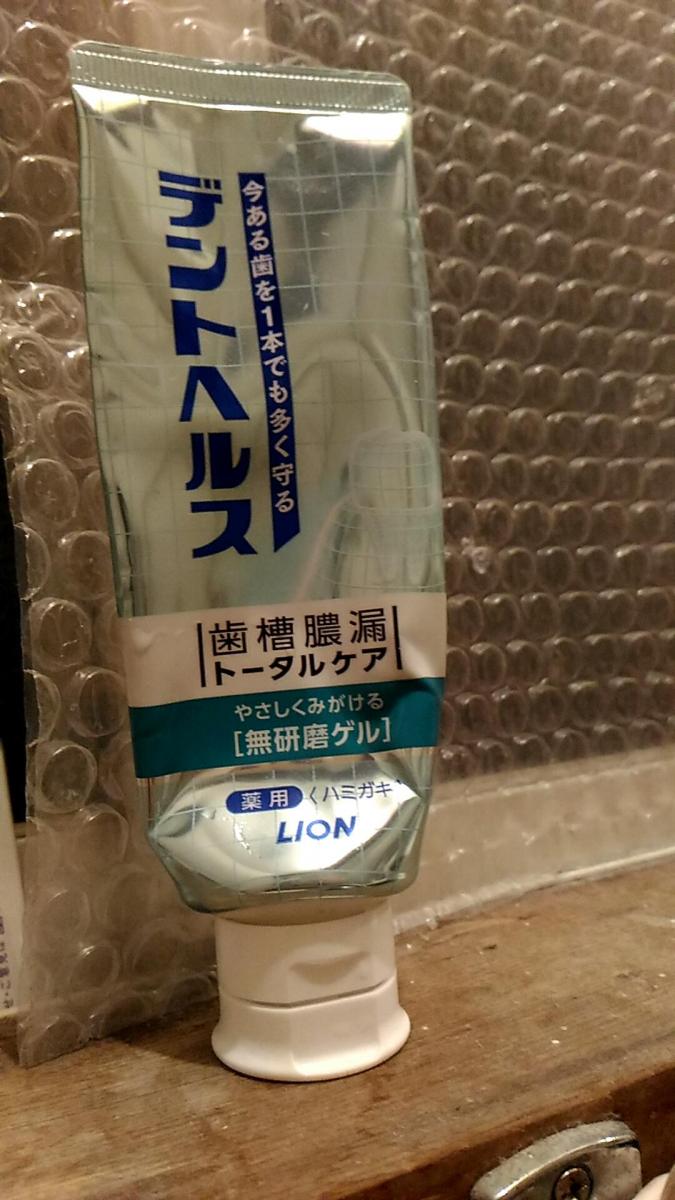 デントヘルス
今ある歯を1本でも多く守る
歯槽膿漏
トータルケア
やさしくみがける
[無研磨ゲル]
薬用 〈ハミガキ〉
LION